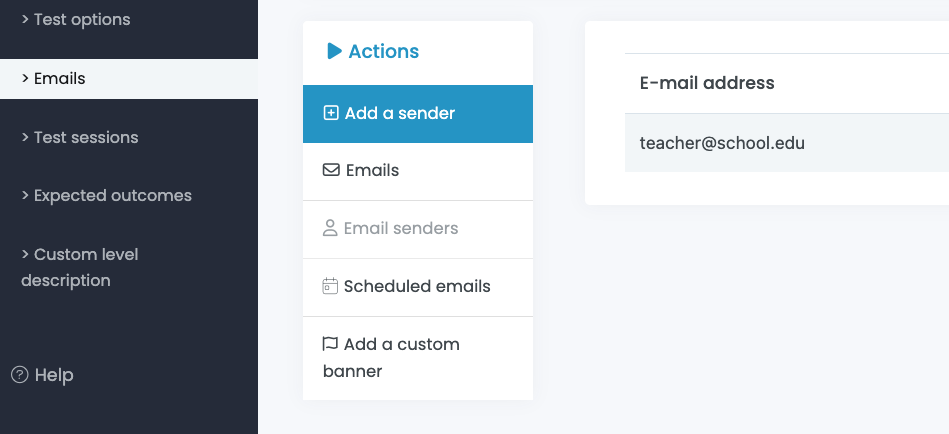 > Test options
> Emails
> Test sessions
> Expected outcomes
> Custom level
description
Help
Actions
Add a sender
Emails
Email senders
Scheduled emails
Add a custom
banner
E-mail address
teacher@school.edu